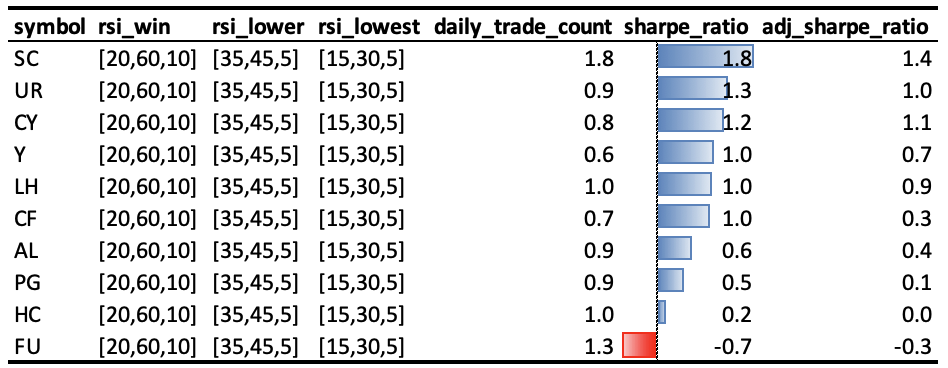 symbol rsi_win rsi_lower rsi_lowest daily_trade_count sharpe_ratio adj_sharpe_ratio
SC [20,60,10] [35,45,5] [15,30,5] 1.8 1.8 1.4
UR [20,60,10] [35,45,5] [15,30,5] 0.9 1.3 1.0
CY [20,60,10] [35,45,5] [15,30,5] 0.8 1.2 1.1
Y [20,60,10] [35,45,5] [15,30,5] 0.6 1.0 0.7
LH [20,60,10] [35,45,5] [15,30,5] 1.0 1.0 0.9
CF [20,60,10] [35,45,5] [15,30,5] 0.7 1.0 0.3
AL [20,60,10] [35,45,5] [15,30,5] 0.9 0.6 0.4
PG [20,60,10] [35,45,5] [15,30,5] 0.9 0.5 0.1
HC [20,60,10] [35,45,5] [15,30,5] 1.0 0.2 0.0
FU [20,60,10] [35,45,5] [15,30,5] 1.3 -0.7 -0.3